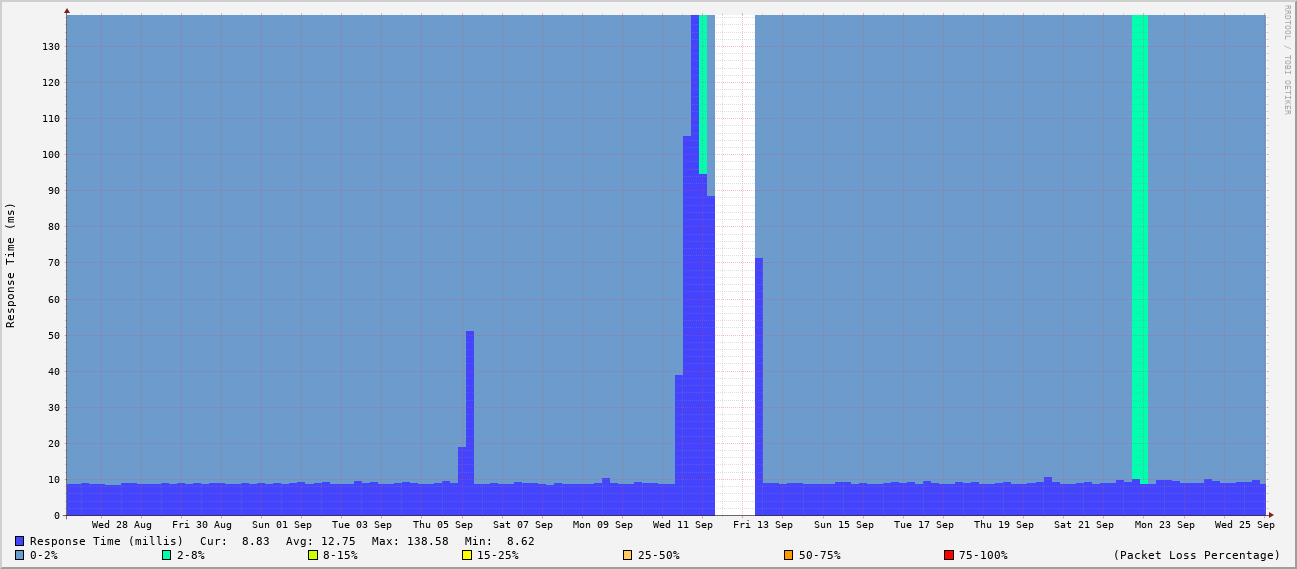 RRDTOOL / TOBI OETIKER
Response Time (ms)
130
120
110
100
90
80
70
60
50
40
30
20
10
0
Wed 28 Aug Fri 30 Aug Sun 01 Sep Tue 03 Sep Thu 05 Sep Sat 07 Sep Mon 09 Sep Wed 11 Sep Fri 13 Sep Sun 15 Sep Tue 17 Sep Thu 19 Sep Sat 21 Sep Mon 23 Sep Wed 25 Sep
Response Time (millis) Cur: 8.83 Avg: 12.75 Max: 138.58 Min: 8.62
0-2% 2-8% 8-15% 15-25% 25-50% 50-75% 75-100% (Packet Loss Percentage)